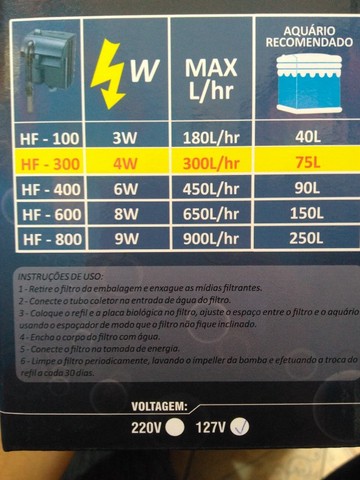 W
MAX
L/hr
AQUÁRIO
RECOMENDADO
HF - 100 3W 180L/hr 40L
HF - 300 4W 300L/hr 75L
HF - 400 6W 450L/hr 90L
HF - 600 8W 650L/hr 150L
HF - 800 9W 900L/hr 250L
INSTRUÇÕES DE USO:
1 - Retire o filtro da embalagem e enxague as mídias filtrantes.
2 - Conecte o tubo coletor na entrada de água do filtro.
3 - Coloque o refil e a placa biológica no filtro, ajuste o espaço entre o filtro e o aquário
usando o espaçador de modo que o filtro não fique inclinado.
4 - Encha o corpo do filtro com água.
5 - Conecte o filtro na tomada de energia.
6 - Limpe o filtro periodicamente, lavando o impeller da bomba e efetuando a troca do
refil a cada 30 dias.
VOLTAGEM:
220V 127V